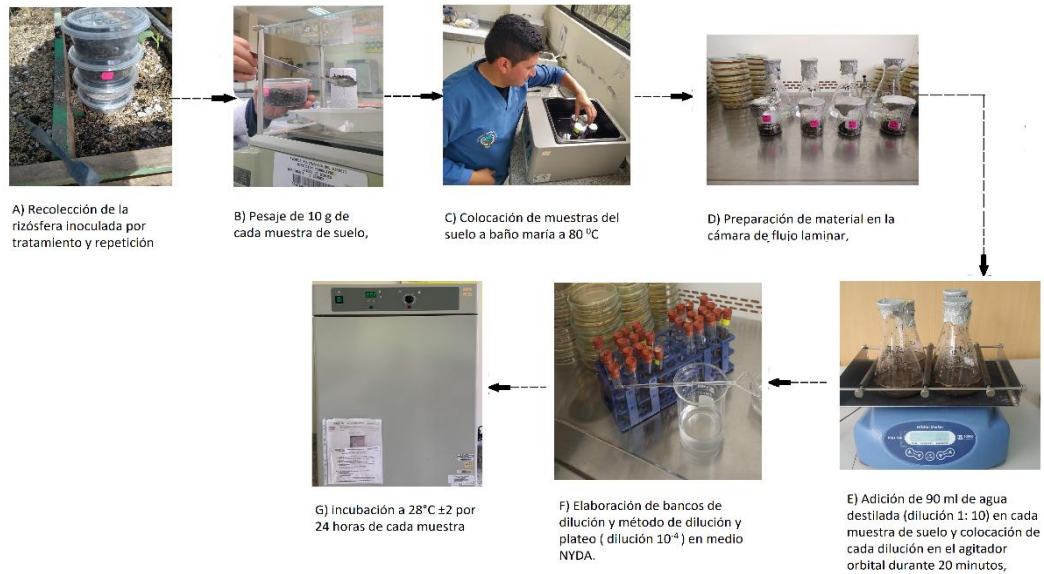 A) Recolección de la
rizósfera inoculada por
tratamiento y repetición
B) Pesaje de 10 g de
cada muestra de suelo,
C) Colocación de muestras del
suelo a baño maría a 80 ⁰C
D) Preparación de material en la
cámara de flujo laminar,
E) Adición de 90 ml de agua
destilada (dilución 1: 10) en cada
muestra de suelo y colocación de
cada dilución en el agitador
orbital durante 20 minutos,
F) Elaboración de bancos de
dilución y método de dilución y
plateo ( dilución 10⁻⁴ ) en medio
NYDA.
G) incubación a 28°C ±2 por
24 horas de cada muestra